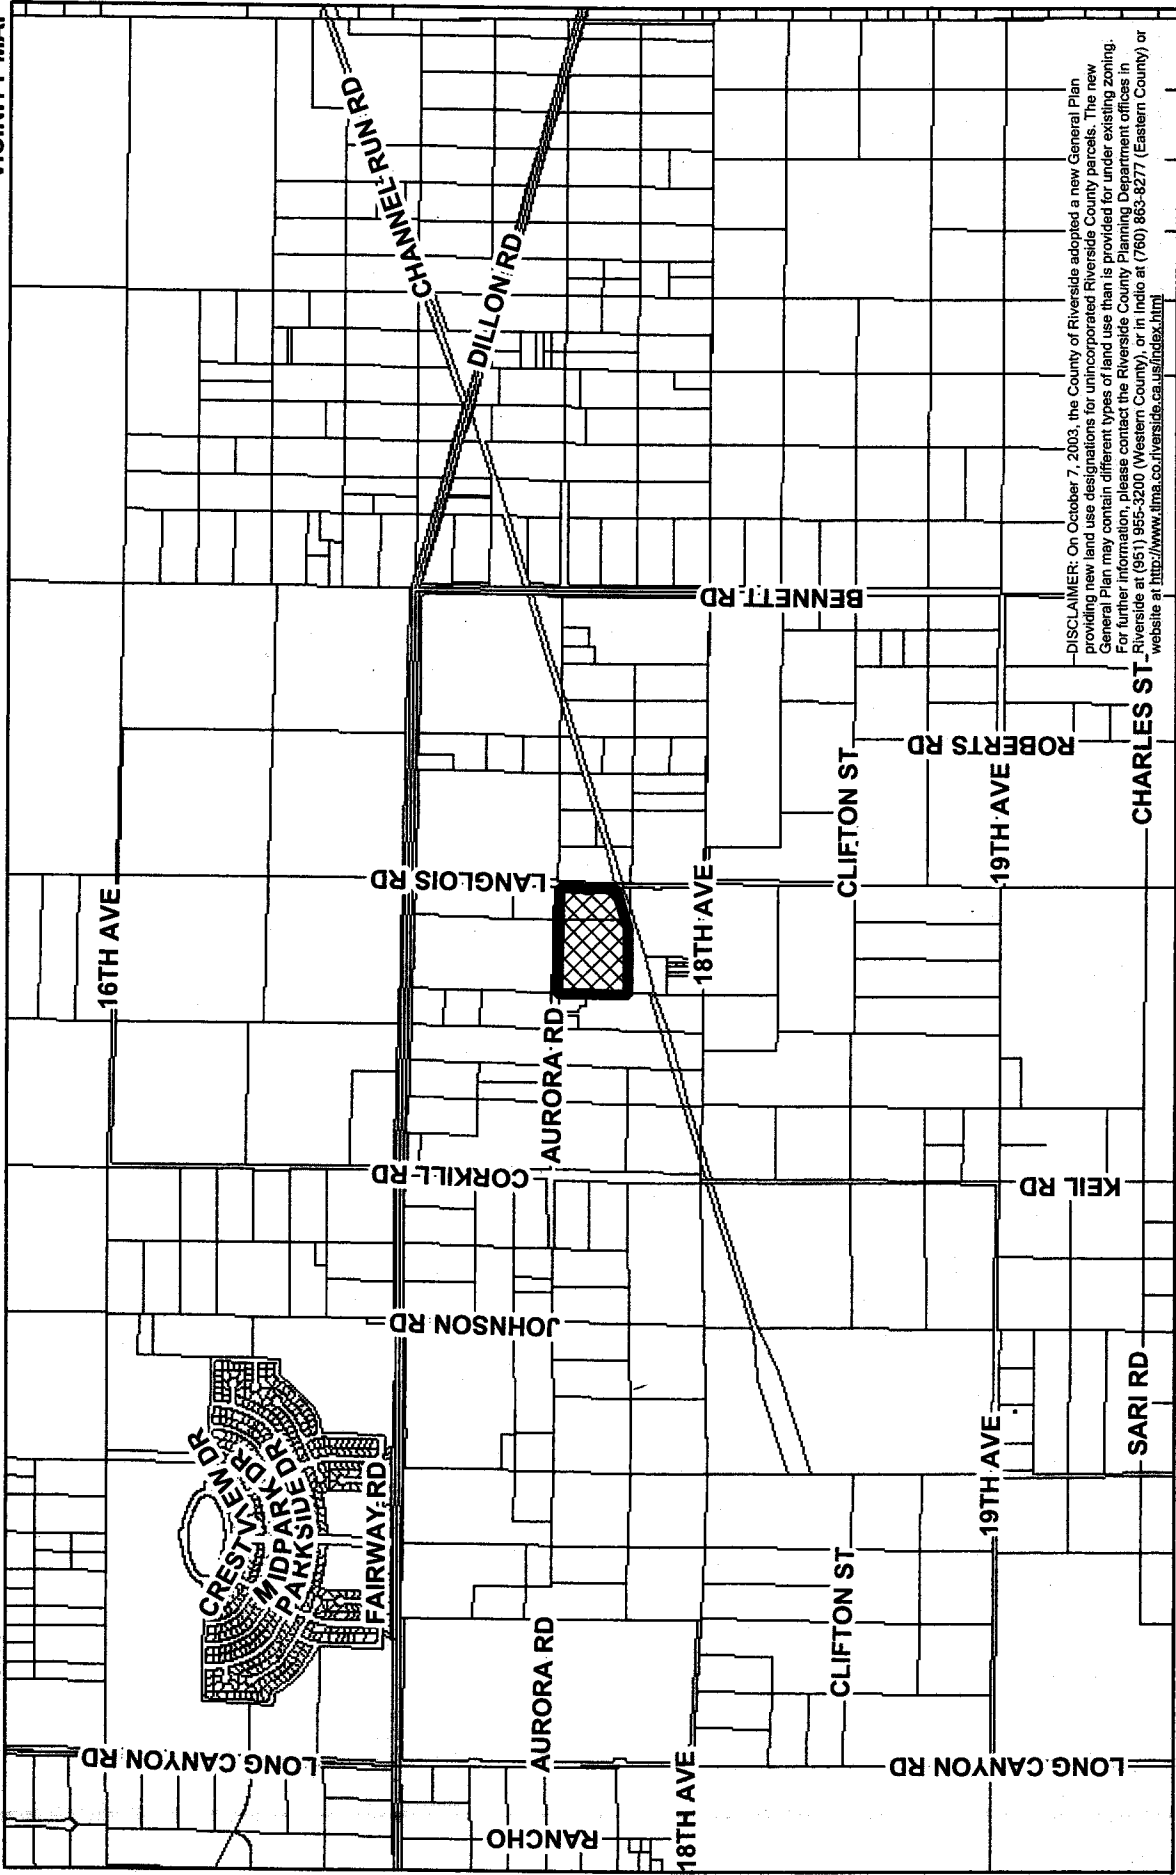 16TH AVE
LONG CANYON RD
CREST VIEW DR
MIDPARK DR
PARKSIDE DR
FAIRWAY RD
CHANNEL RUN RD
DILLON RD
JOHNSON RD
CORKILL RD
LANGLOIS RD
AURORA RD
AURORA RD
RANCHO
18TH AVE
18TH AVE
BENNETT RD
CLIFTON ST
CLIFTON ST
LONG CANYON RD
19TH AVE
19TH AVE
ROBERTS RD
KEIL RD
SARI RD
CHARLES ST
DISCLAIMER: On October 7, 2003, the County of Riverside adopted a new General Plan
providing new land use designations for unincorporated Riverside County parcels. The new
General Plan may contain different types of land use than is provided for under existing zoning.
For further information, please contact the Riverside County Planning Department offices in
Riverside at (951) 955-3200 (Western County), or in Indio at (760) 863-8277 (Eastern County) or
website at http://www.tlma.co.riverside.ca.us/index.html